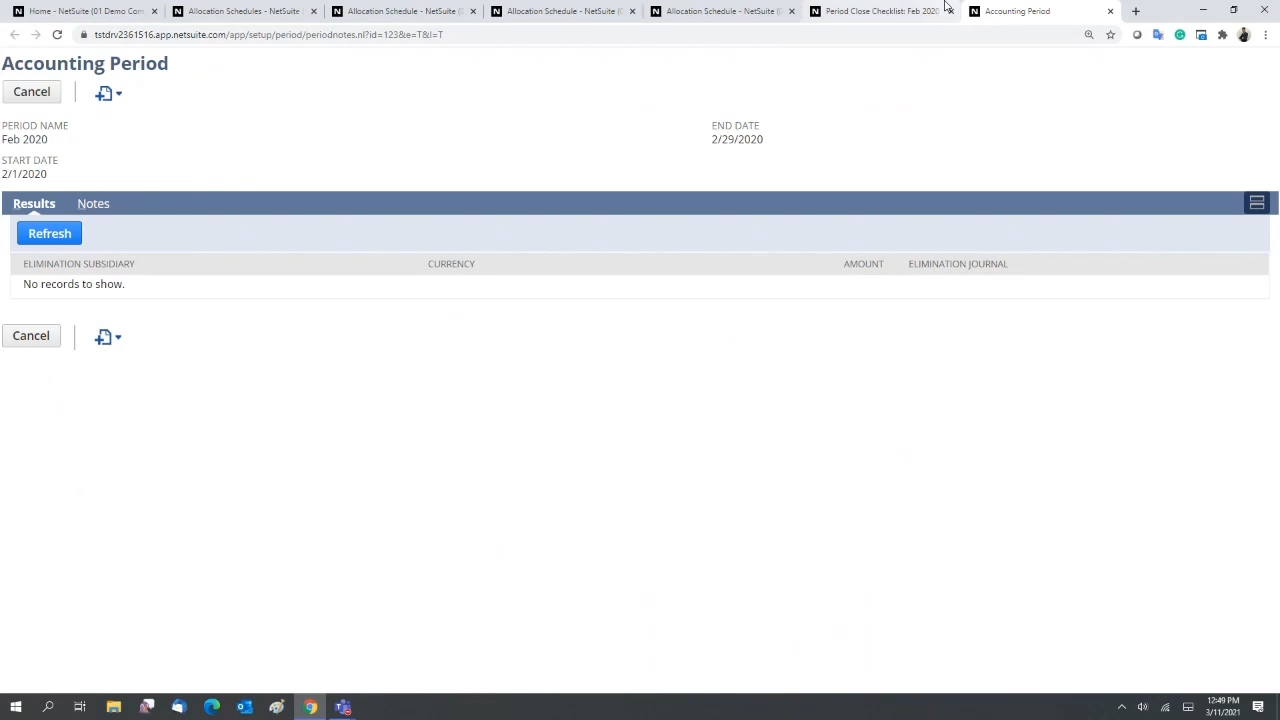 Home - NetSuite (01 Demo Com
Allocation Schedules - NetSuite
Allocation Schedule - NetSuite (
Allocation Schedule - NetSuite (
Allocation Schedule - NetSuite (
Period Close Checklist: Feb 2020
Accounting Period
tstdrv2361516.app.netsuite.com/app/setup/period/periodnotes.nl?id=123&e=T&l=T
Accounting Period
Cancel
PERIOD NAME
Feb 2020
END DATE
2/29/2020
START DATE
2/1/2020
Results Notes
Refresh
ELIMINATION SUBSIDIARY CURRENCY AMOUNT ELIMINATION JOURNAL
No records to show.
Cancel
12:49 PM
3/11/2021